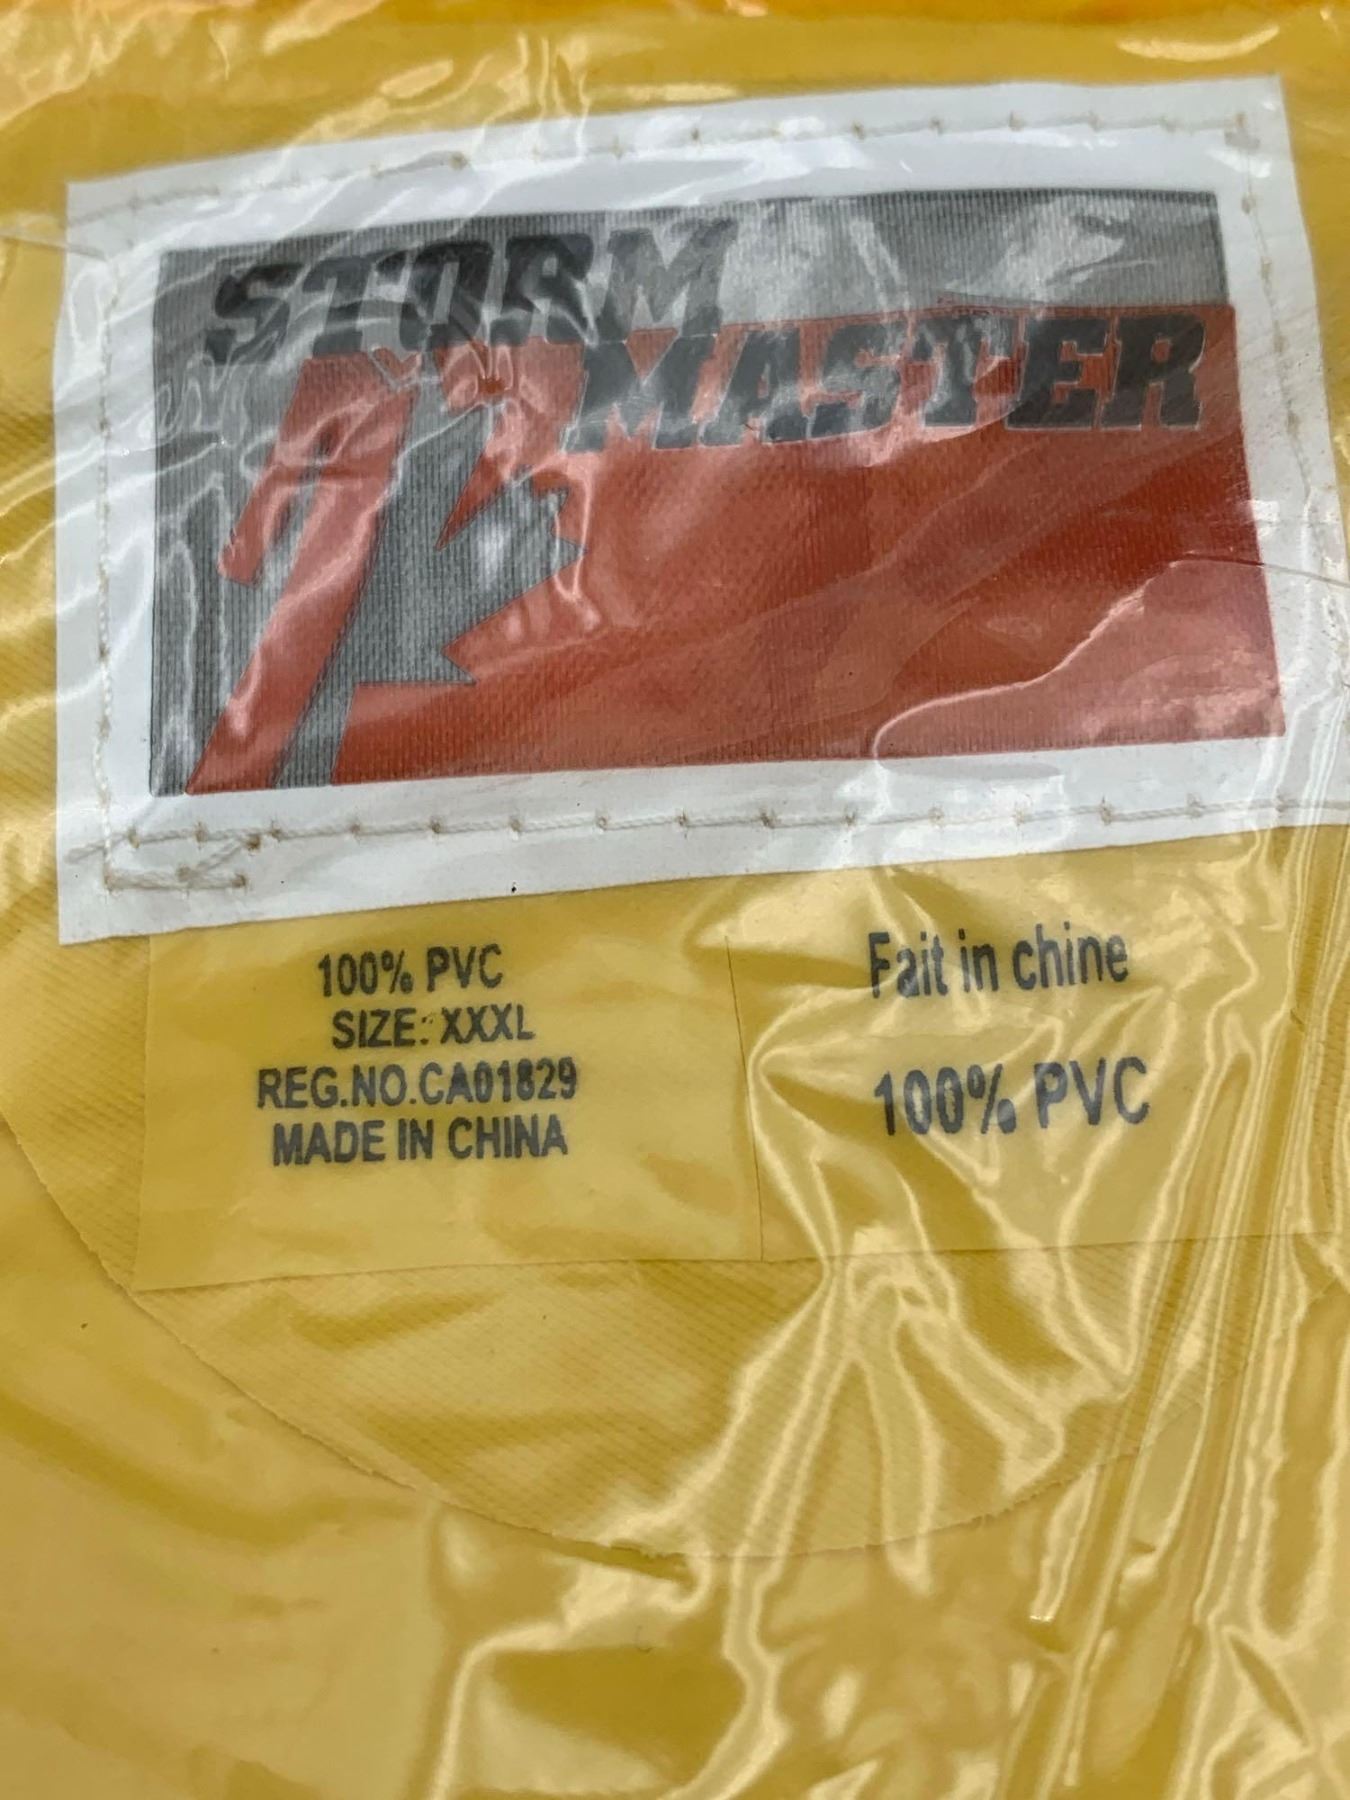 STORM
MASTER
100% PVC
SIZE: XXXL
REG.NO.CA01829
MADE IN CHINA
Fait in chine
100% PVC